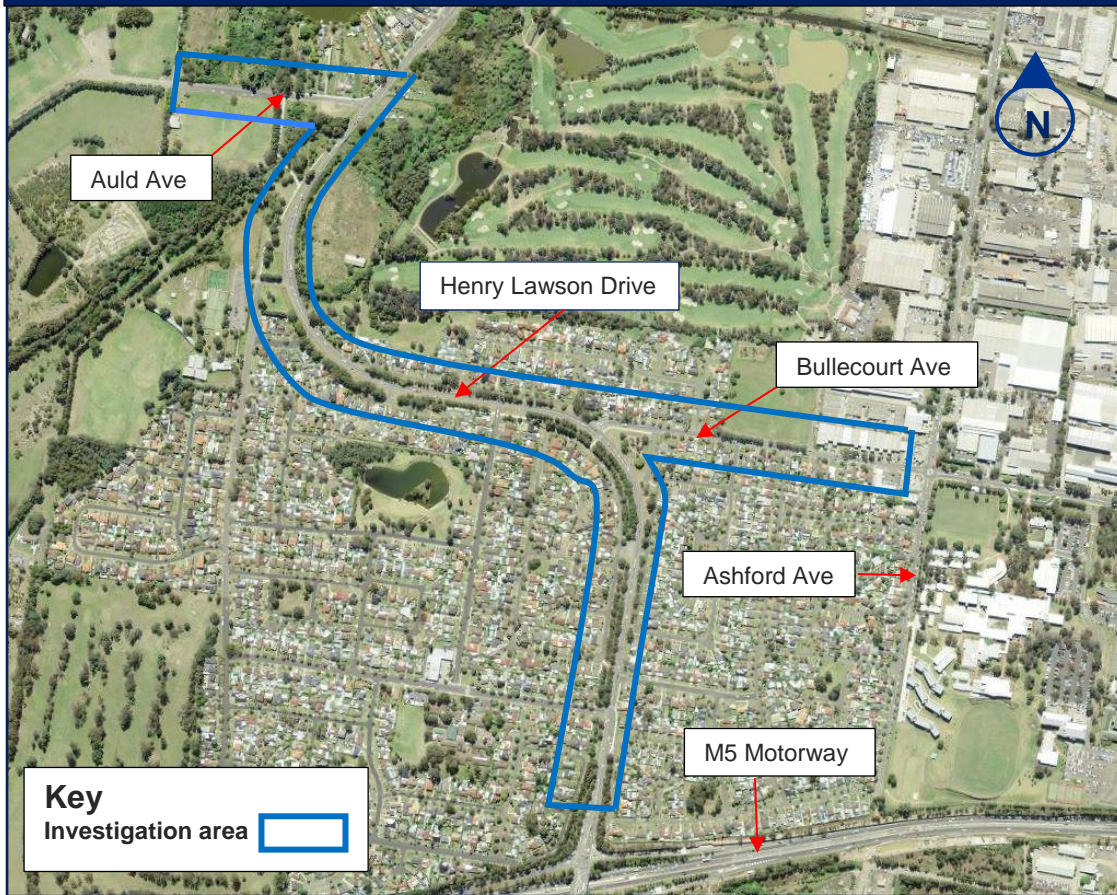 N
Auld Ave
Henry Lawson Drive
Bullecourt Ave
Ashford Ave
M5 Motorway
Key
Investigation area